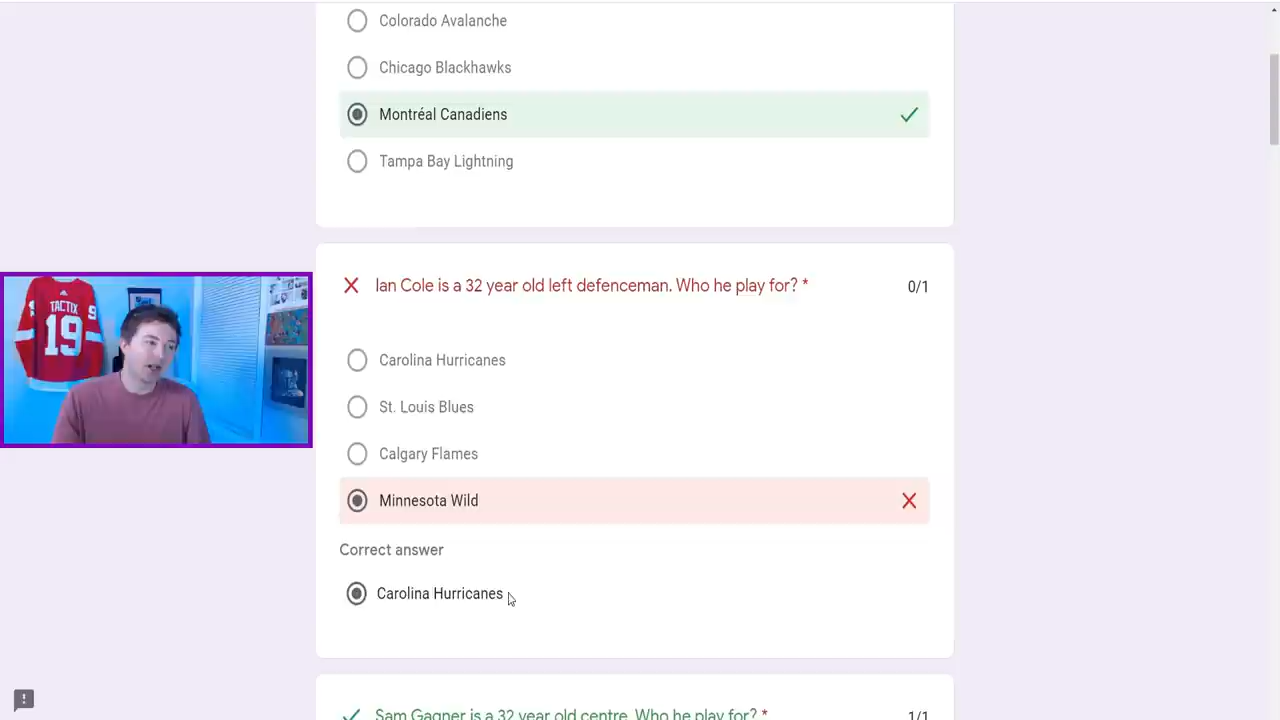 Colorado Avalanche
Chicago Blackhawks
Montréal Canadiens
Tampa Bay Lightning
Ian Cole is a 32 year old left defenceman. Who he play for? *
0/1
Carolina Hurricanes
St. Louis Blues
Calgary Flames
Minnesota Wild
Correct answer
Carolina Hurricanes
TACTIX
19
9
Sam Gagner is a 32 year old centre. Who he play for? *
1/1